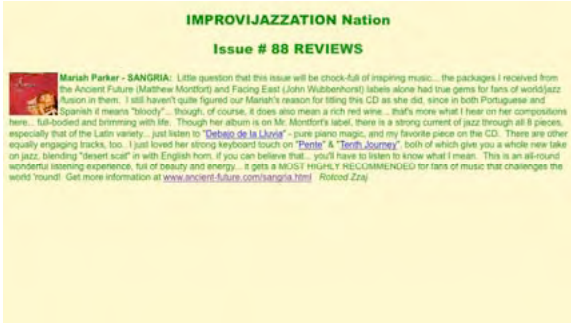 IMPROVIJAZZATION Nation
Issue # 88 REVIEWS
Mariah Parker - SANGRIA: Little question that this issue will be chock-full of inspiring music... the packages I received from
the Ancient Future (Matthew Montfort) and Facing East (John Wubbenhorst) labels alone had true gems for fans of world/jazz
/fusion in them. I still haven't quite figured our Mariah's reason for titling this CD as she did, since in both Portuguese and
Spanish it means "bloody"... though, of course, it does also mean a rich red wine... that's more what I hear on her compositions
here... full-bodied and brimming with life. Though her album is on Mr. Montfort's label, there is a strong current of jazz through all 8 pieces,
especially that of the Latin variety... just listen to "Debajo de la Lluvia" - pure piano magic, and my favorite piece on the CD. There are other
equally engaging tracks, too.. I just loved her strong keyboard touch on "Pente" & "Tenth Journey", both of which give you a whole new take
on jazz, blending "desert scat" in with English horn, if you can believe that... you'll have to listen to know what I mean. This is an all-round
wonderful listening experience, full of beauty and energy... it gets a MOST HIGHLY RECOMMENDED for fans of music that challenges the
world 'round! Get more information at www.ancient-future.com/sangria.html Rotcod Zzaj